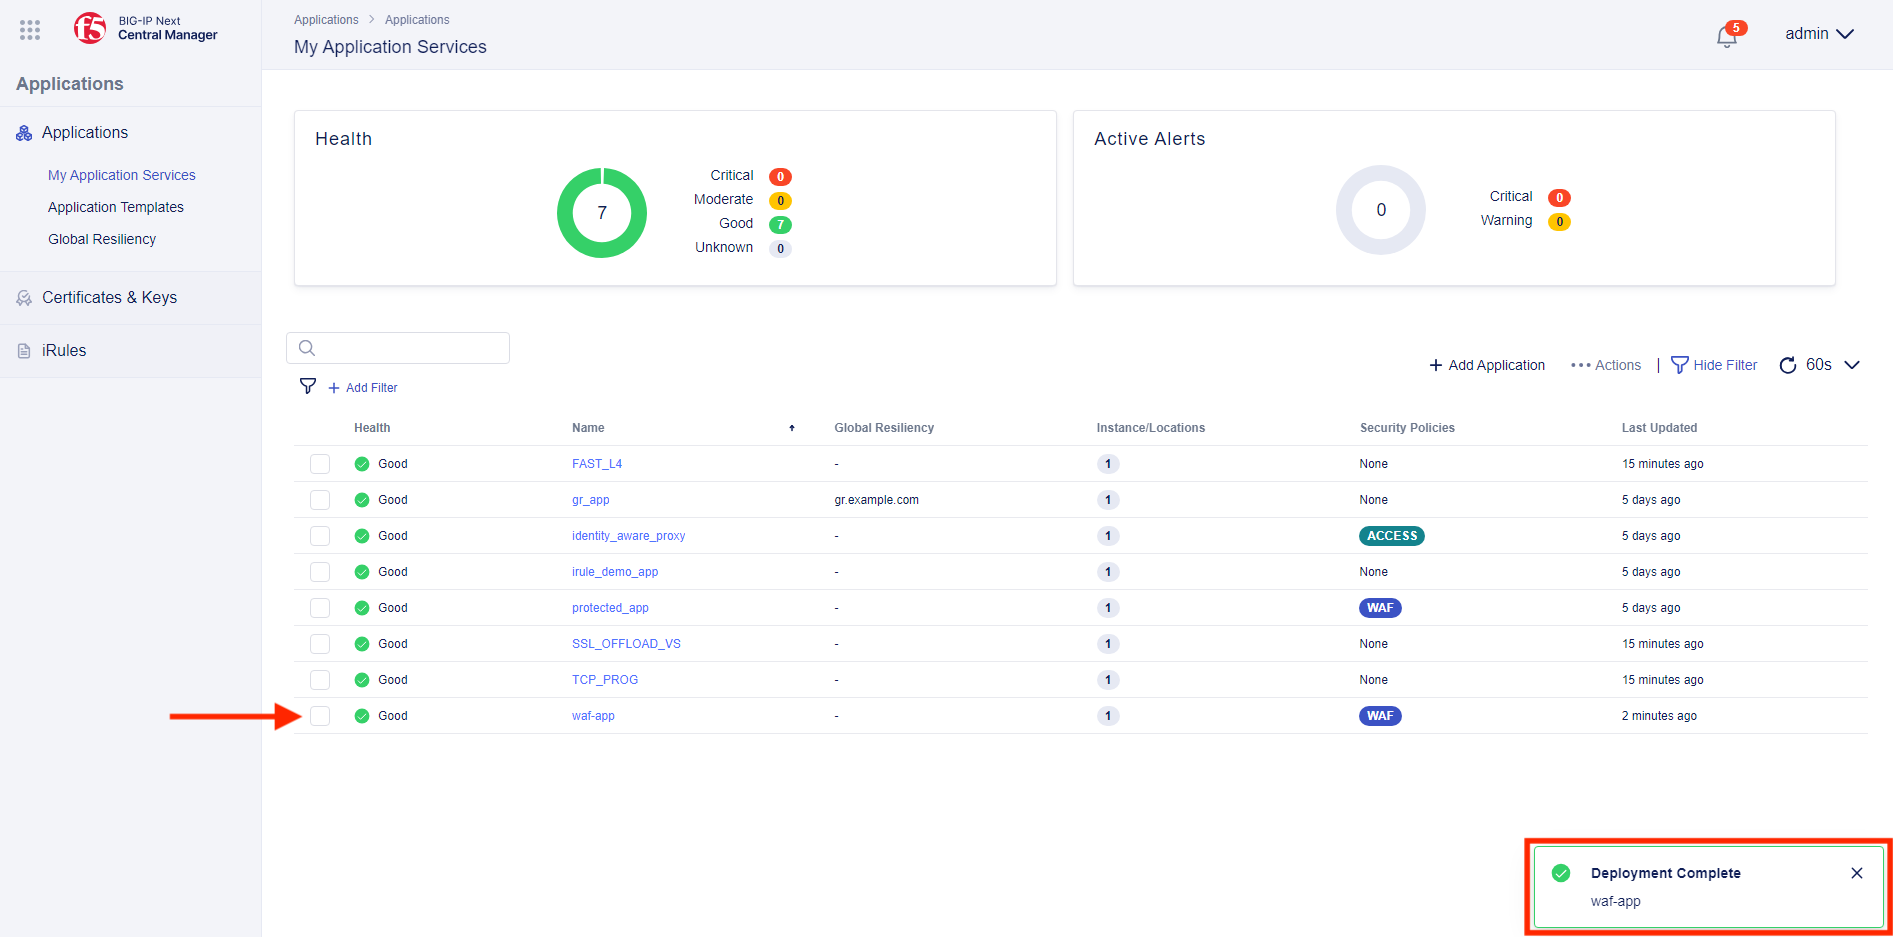 BIG-IP Next
Central Manager
Applications
Applications
My Application Services
Application Templates
Global Resiliency
Certificates & Keys
iRules
Applications > Applications
My Application Services
5
admin
Health
7
Critical 0
Moderate 0
Good 7
Unknown 0
Active Alerts
0
Critical 0
Warning 0
+ Add Application ••• Actions | Hide Filter 60s
+ Add Filter
Health Name Global Resiliency Instance/Locations Security Policies Last Updated
Good FAST_L4 - 1 None 15 minutes ago
Good gr_app gr.example.com 1 None 5 days ago
Good identity_aware_proxy - 1 ACCESS 5 days ago
Good irule_demo_app - 1 None 5 days ago
Good protected_app - 1 WAF 5 days ago
Good SSL_OFFLOAD_VS - 1 None 15 minutes ago
Good TCP_PROG - 1 None 15 minutes ago
Good waf-app - 1 WAF 2 minutes ago
Deployment Complete
waf-app